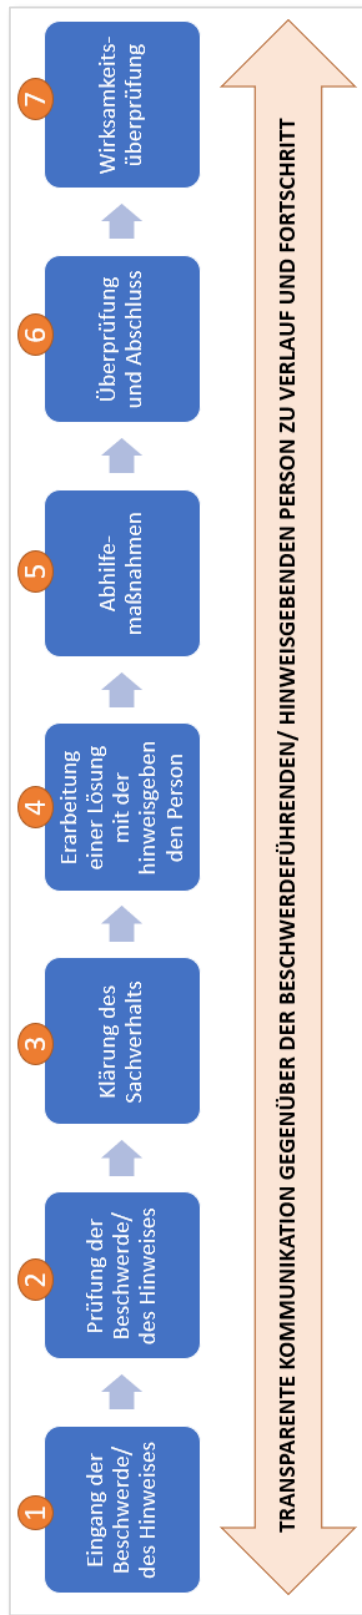 1
Eingang der
Beschwerde/
des Hinweises
2
Prüfung der
Beschwerde/
des Hinweises
3
Klärung des
Sachverhalts
4
Erarbeitung
einer Lösung
mit der
hinweisgeben
den Person
5
Abhilfe-
maßnahmen
6
Überprüfung
und Abschluss
7
Wirksamkeits-
überprüfung
TRANSPARENTE KOMMUNIKATION GEGENÜBER DER BESCHWERDEFÜHRENDEN/ HINWEISGEBENDEN PERSON ZU VERLAUF UND FORTSCHRITT